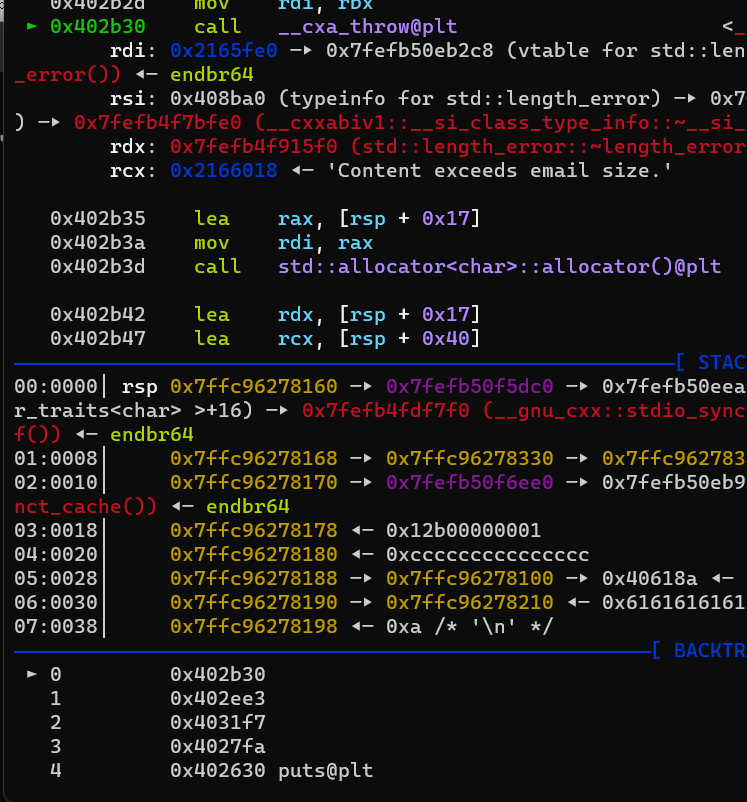 0x402b2d      mov    rdi, rbx
► 0x402b30      call   __cxa_throw@plt                      <_
rdi: 0x2165fe0 —▸ 0x7fefb50eb2c8 (vtable for std::len
_error()) ◂— endbr64
rsi: 0x408ba0 (typeinfo for std::length_error) —▸ 0x7
) —▸ 0x7fefb4f7bfe0 (__cxxabiv1::__si_class_type_info::~__si_
rdx: 0x7fefb4f915f0 (std::length_error::~length_error
rcx: 0x2166018 ◂— 'Content exceeds email size.'
0x402b35      lea    rax, [rsp + 0x17]
0x402b3a      mov    rdi, rax
0x402b3d      call   std::allocator<char>::allocator()@plt
0x402b42      lea    rdx, [rsp + 0x17]
0x402b47      lea    rcx, [rsp + 0x40]
[ STAC
00:0000│ rsp 0x7ffc96278160 —▸ 0x7fefb50f5dc0 —▸ 0x7fefb50eea
r_traits<char> >+16) —▸ 0x7fefb4fdf7f0 (__gnu_cxx::stdio_sync
f()) ◂— endbr64
01:0008│     0x7ffc96278168 —▸ 0x7ffc96278330 —▸ 0x7ffc962783
02:0010│     0x7ffc96278170 —▸ 0x7fefb50f6ee0 —▸ 0x7fefb50eb9
nct_cache()) ◂— endbr64
03:0018│     0x7ffc96278178 ◂— 0x12b00000001
04:0020│     0x7ffc96278180 ◂— 0xccccccccccccccc
05:0028│     0x7ffc96278188 —▸ 0x7ffc96278100 —▸ 0x40618a ◂—
06:0030│     0x7ffc96278190 —▸ 0x7ffc96278210 ◂— 0x6161616161
07:0038│     0x7ffc96278198 ◂— 0xa /* '\n' */
[ BACKTR
► 0         0x402b30
1         0x402ee3
2         0x4031f7
3         0x4027fa
4         0x402630 puts@plt